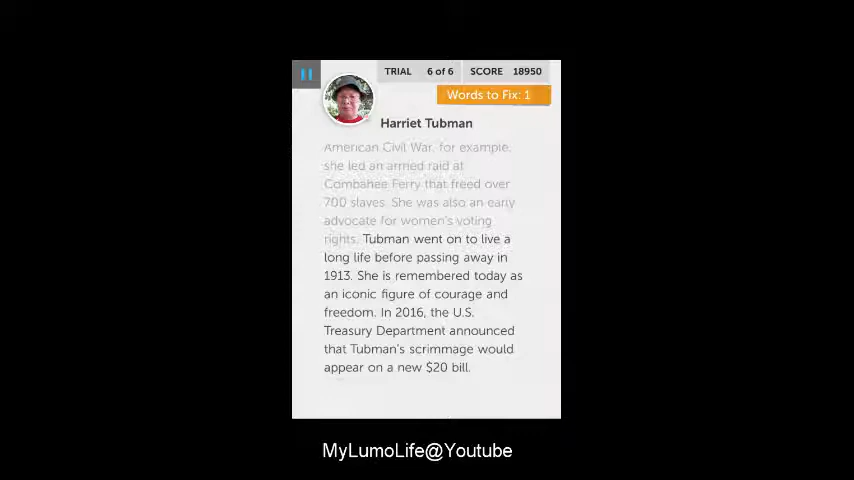 TRIAL 6 of 6 SCORE 18950
Words to Fix: 1
Harriet Tubman
American Civil War, for example,
she led an armed raid at
Combahee Ferry that freed over
700 slaves. She was also an early
advocate for women's voting
rights. Tubman went on to live a
long life before passing away in
1913. She is remembered today as
an iconic figure of courage and
freedom. In 2016, the U.S.
Treasury Department announced
that Tubman's scrimmage would
appear on a new $20 bill.
MyLumoLife@Youtube